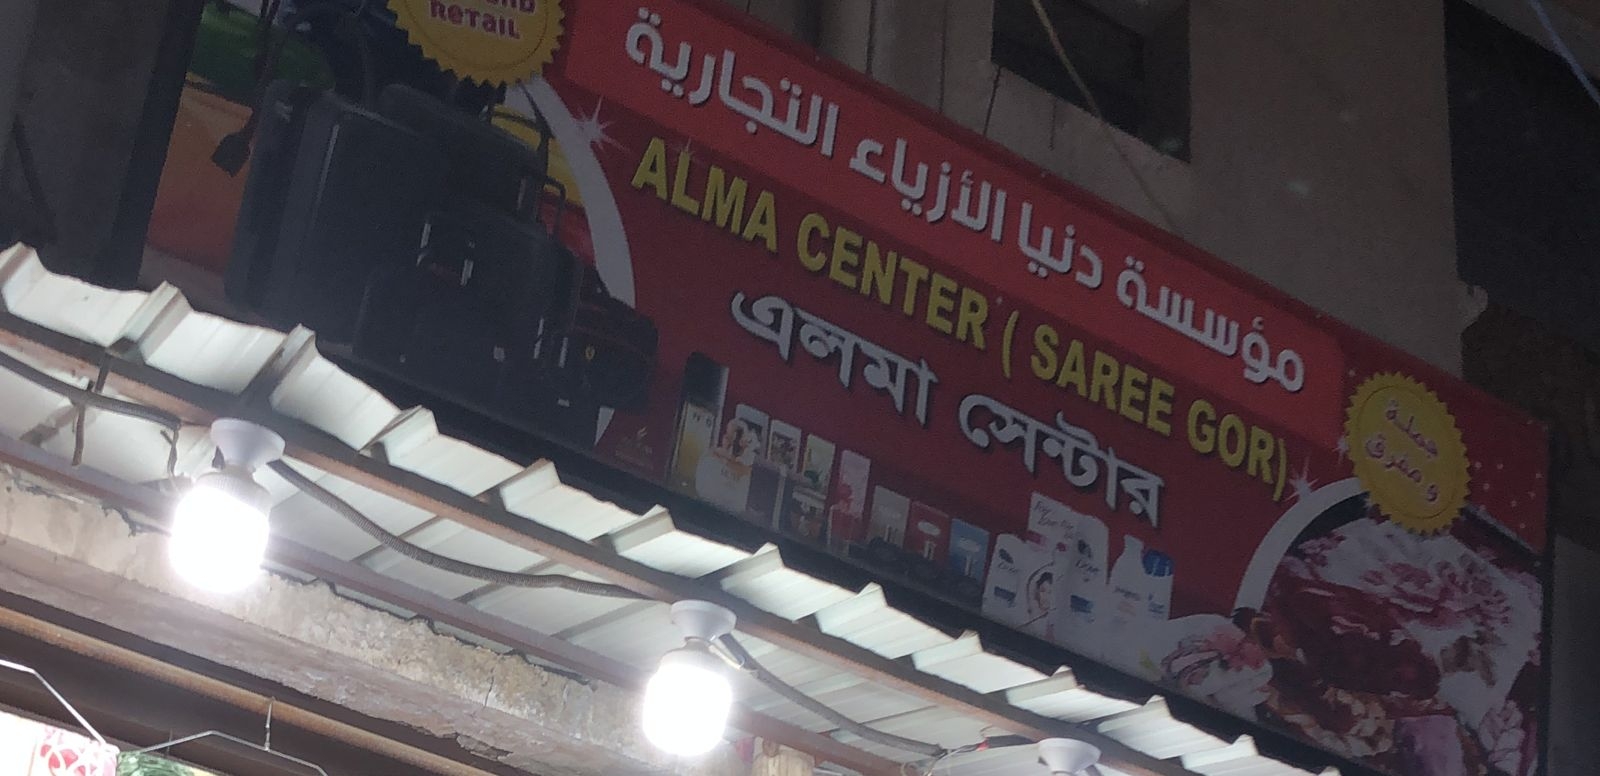 RETAIL
مؤسسة دنيا الأزياء التجارية
ALMA CENTER ( SAREE GOR)
এলমা সেন্টার
جملة
و مفرق